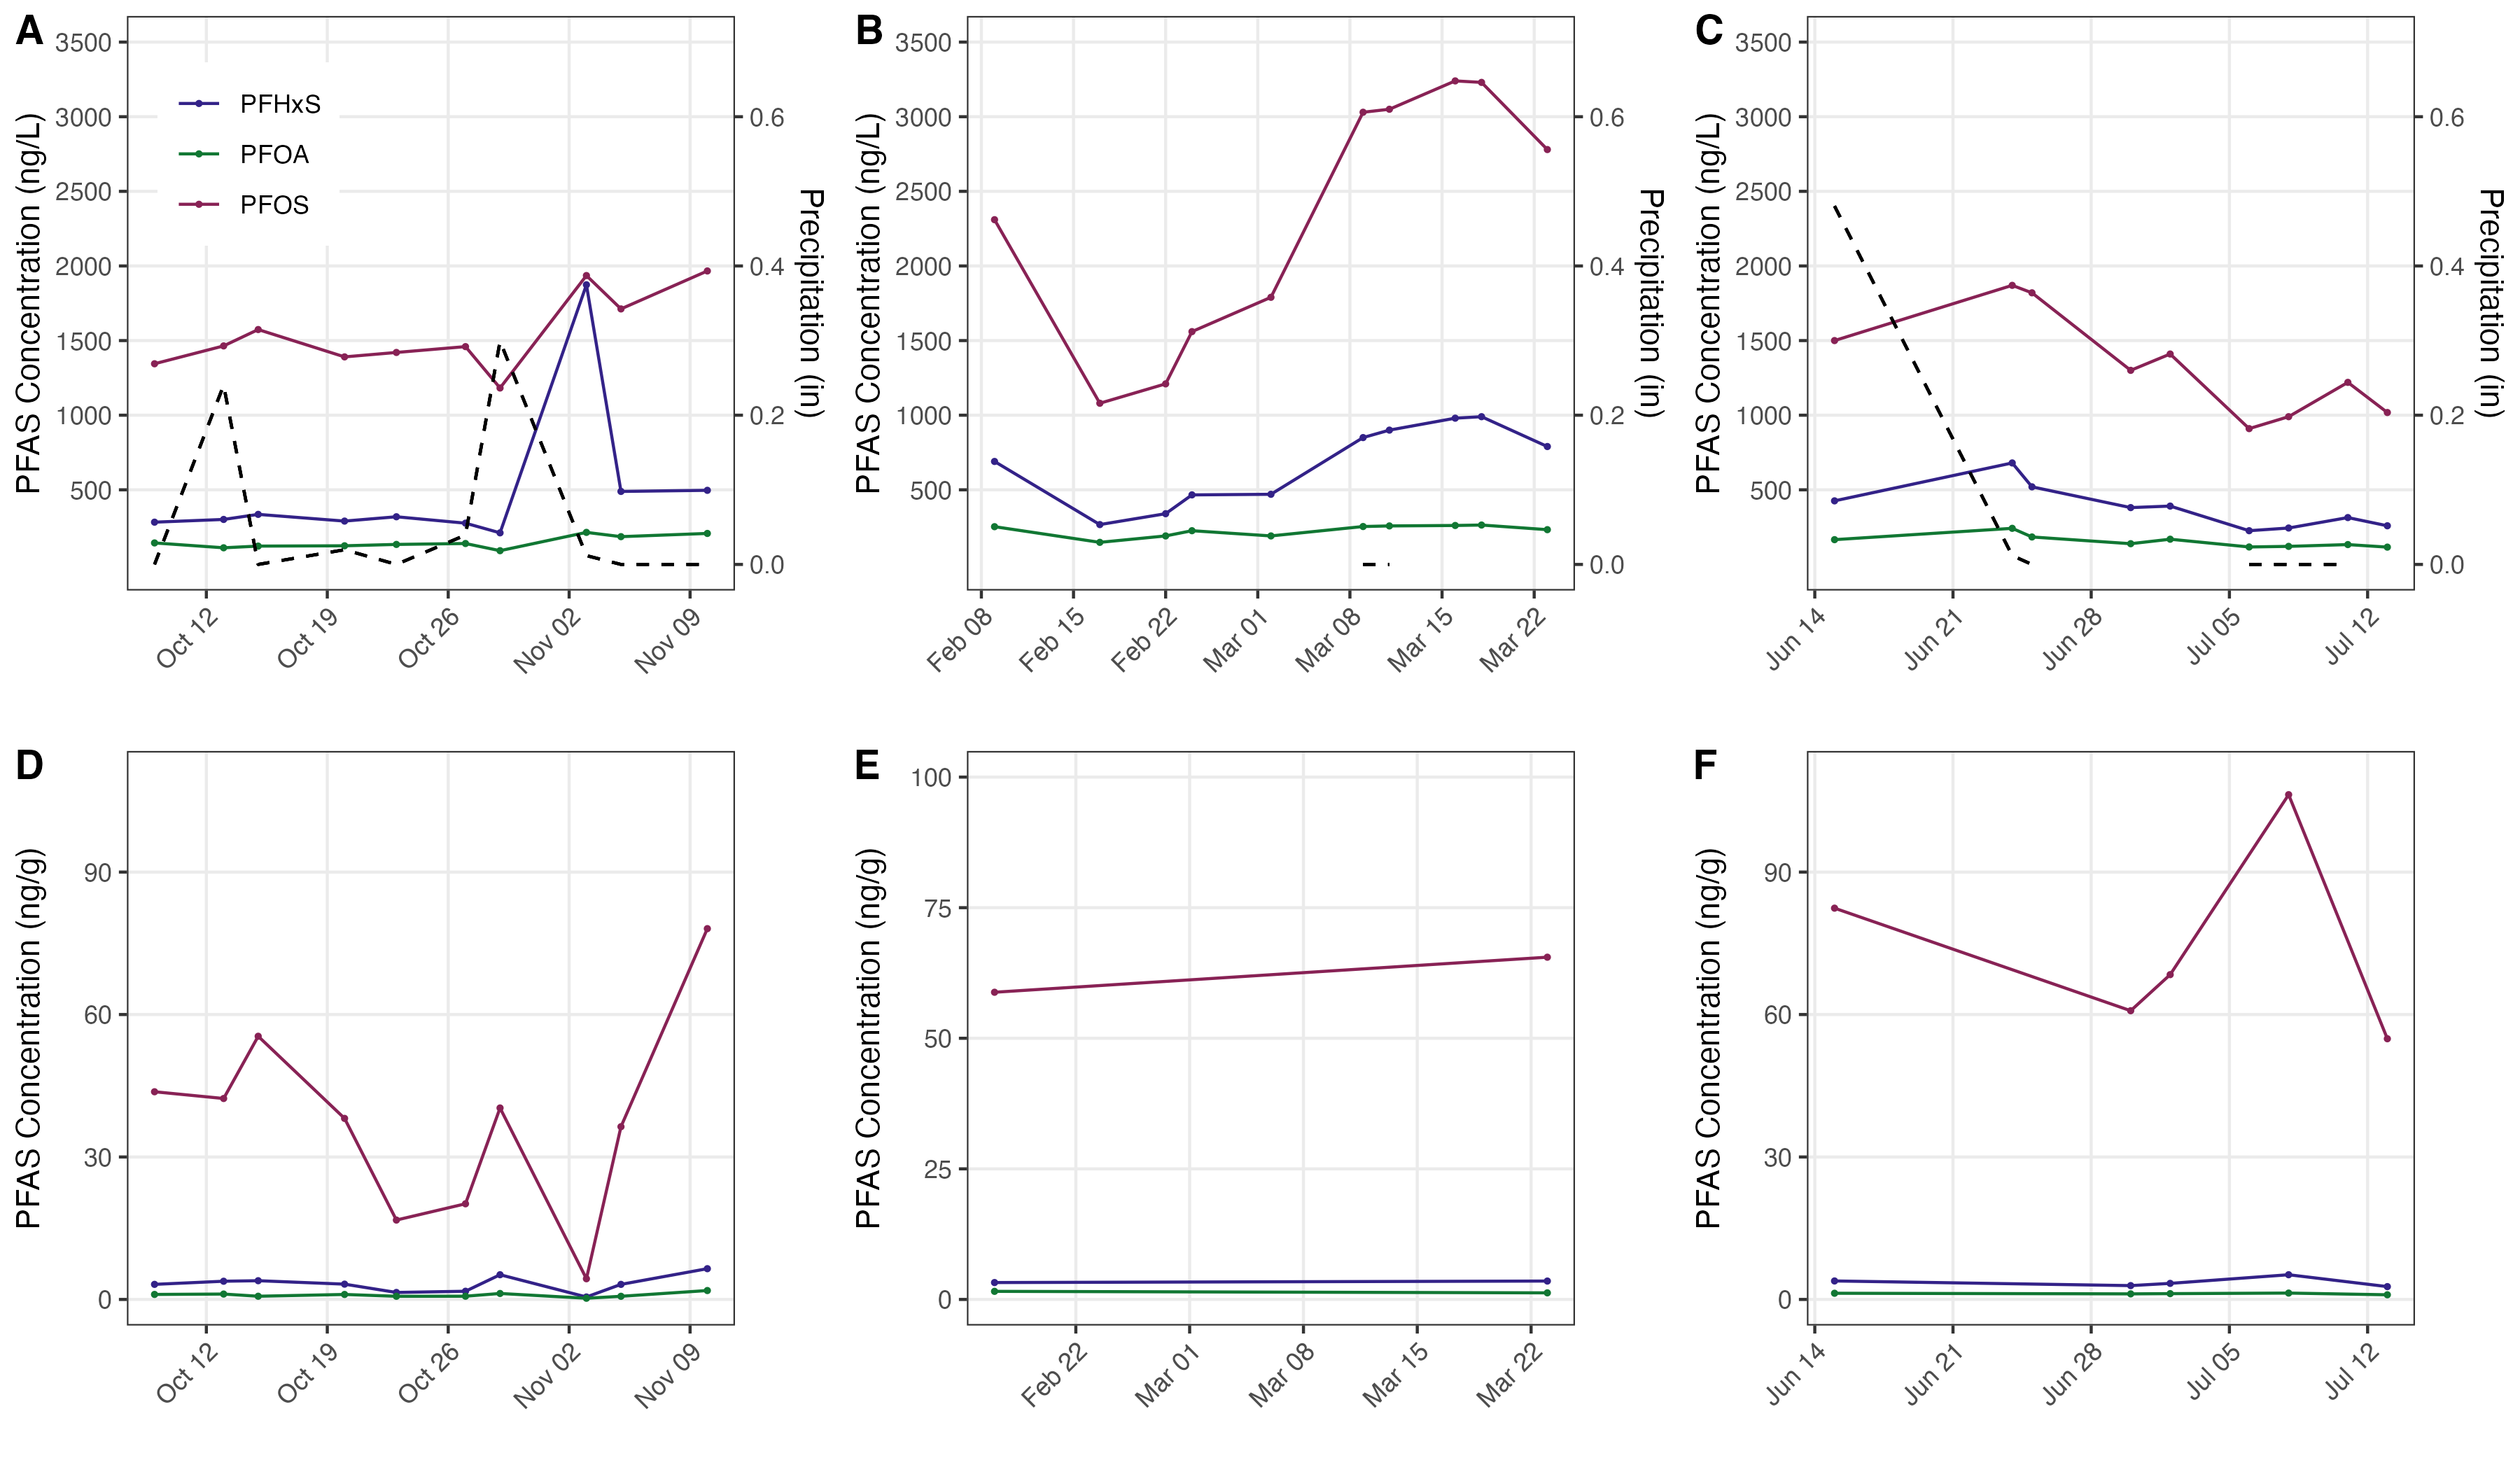 A
PFAS Concentration (ng/L)
3500
3000
2500
2000
1500
1000
500
PFHxS
PFOA
PFOS
0.6
0.4
0.2
0.0
Precipitation (in)
Oct 12
Oct 19
Oct 26
Nov 02
Nov 09
B
PFAS Concentration (ng/L)
3500
3000
2500
2000
1500
1000
500
0.6
0.4
0.2
0.0
Precipitation (in)
Feb 08
Feb 15
Feb 22
Mar 01
Mar 08
Mar 15
Mar 22
C
PFAS Concentration (ng/L)
3500
3000
2500
2000
1500
1000
500
0.6
0.4
0.2
0.0
Precipitation (in)
Jun 14
Jun 21
Jun 28
Jul 05
Jul 12
D
PFAS Concentration (ng/g)
90
60
30
0
Oct 12
Oct 19
Oct 26
Nov 02
Nov 09
E
PFAS Concentration (ng/g)
100
75
50
25
0
Feb 22
Mar 01
Mar 08
Mar 15
Mar 22
F
PFAS Concentration (ng/g)
90
60
30
0
Jun 14
Jun 21
Jun 28
Jul 05
Jul 12